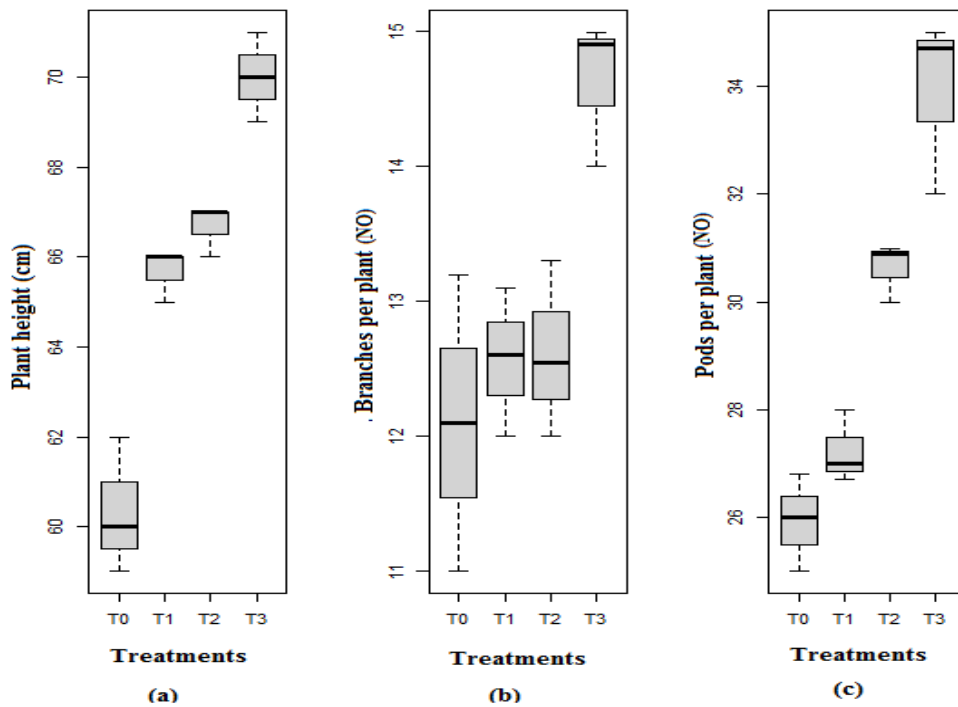 Plant height (cm)
70
68
66
64
62
60
T0 T1 T2 T3
Treatments
(a)
. Branches per plant (NO)
15
14
13
12
11
T0 T1 T2 T3
Treatments
(b)
Pods per plant (NO)
34
32
30
28
26
T0 T1 T2 T3
Treatments
(c)